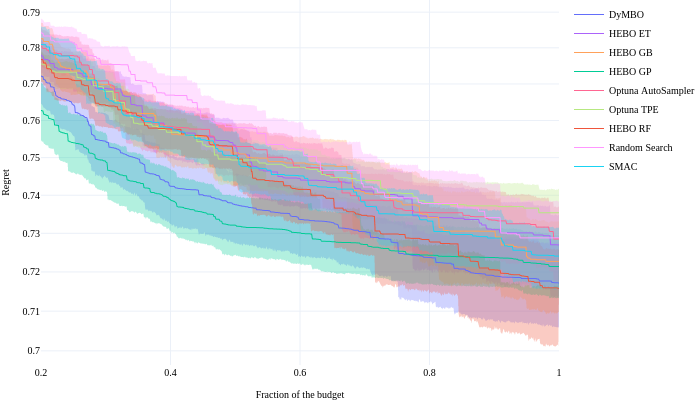 0.79
0.78
0.77
0.76
0.75
0.74
0.73
0.72
0.71
0.7
Regret
0.2
0.4
0.6
0.8
1
Fraction of the budget
DyMBO
HEBO ET
HEBO GB
HEBO GP
Optuna AutoSampler
Optuna TPE
HEBO RF
Random Search
SMAC